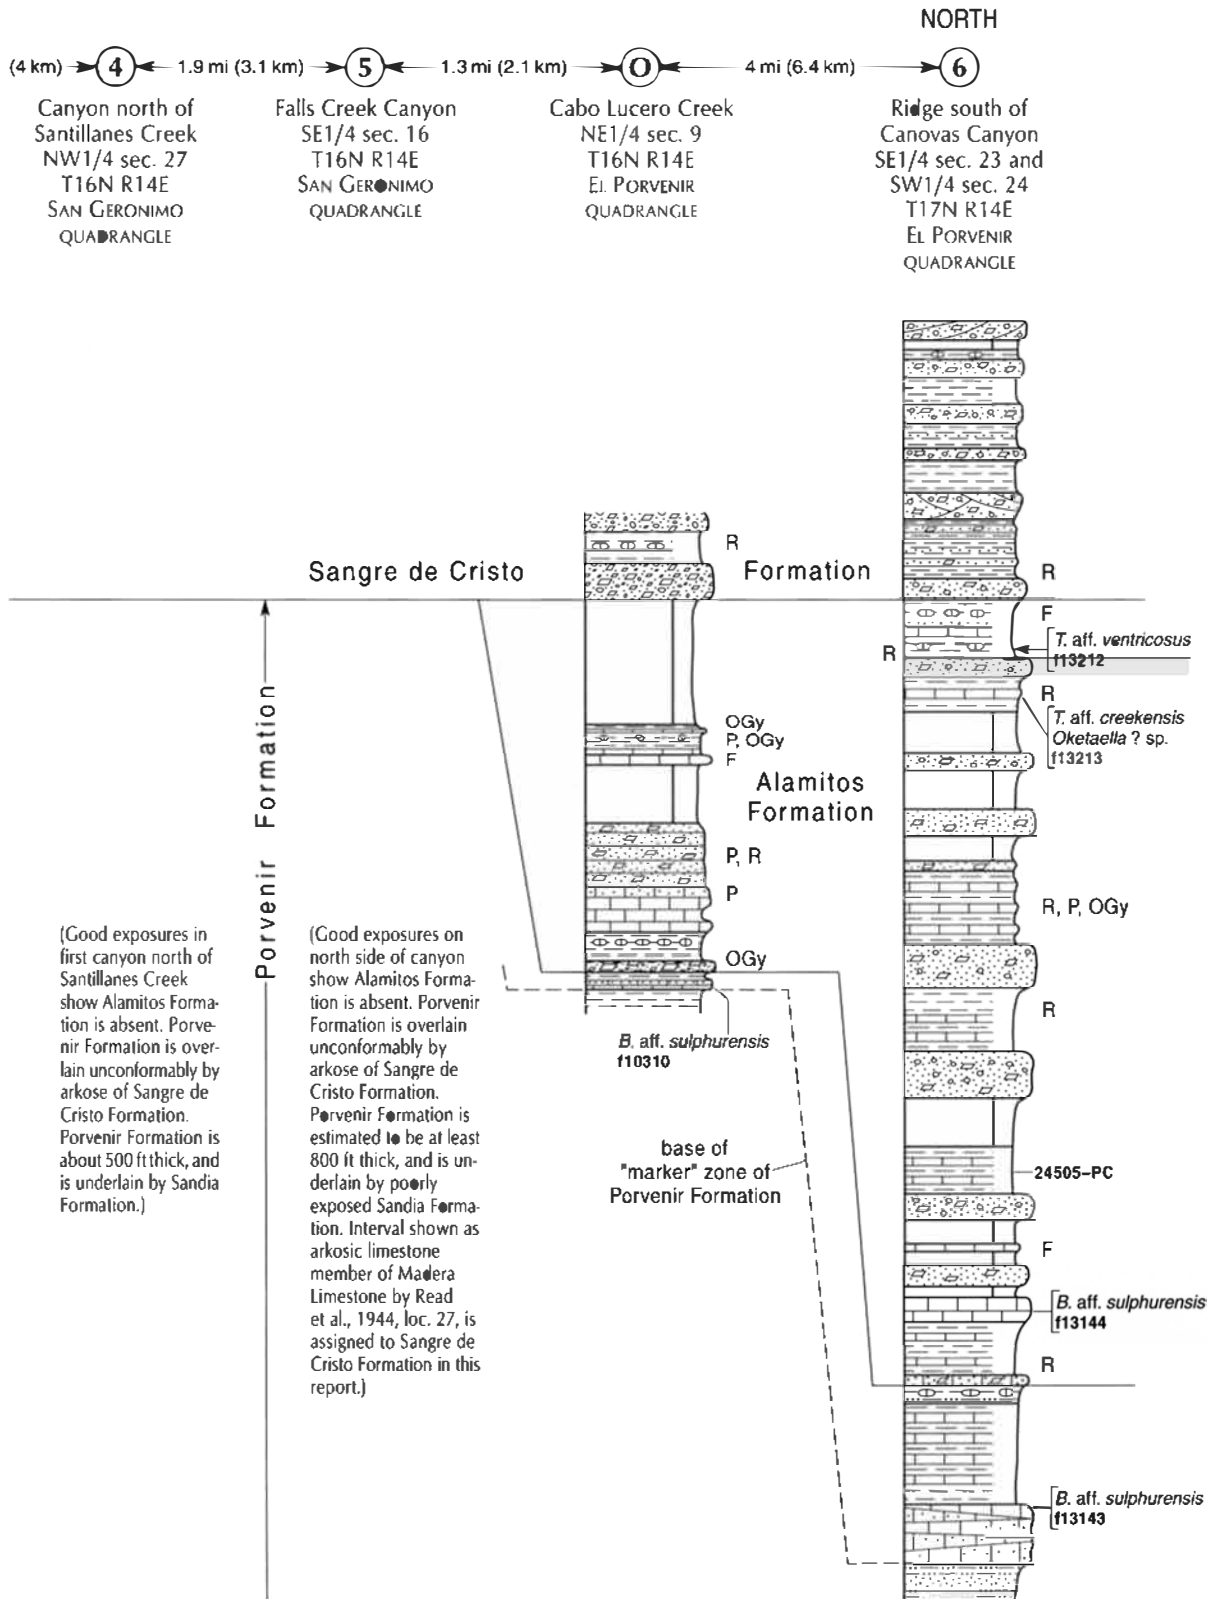 NORTH
(4 km) 4 1.9 mi (3.1 km) 5 1.3 mi (2.1 km) O 4 mi (6.4 km) 6
Canyon north of
Santillanes Creek
NW1/4 sec. 27
T16N R14E
SAN GERONIMO
QUADRANGLE
Falls Creek Canyon
SE1/4 sec. 16
T16N R14E
SAN GERONIMO
QUADRANGLE
Cabo Lucero Creek
NE1/4 sec. 9
T16N R14E
EL PORVENIR
QUADRANGLE
Ridge south of
Canovas Canyon
SE1/4 sec. 23 and
SW1/4 sec. 24
T17N R14E
EL PORVENIR
QUADRANGLE
R
Sangre de Cristo Formation
R
F
T. aff. ventricosus
f13212
R
R
T. aff. creekensis
Oketaella ? sp.
f13213
OGy
P, OGy
F
Alamitos
Formation
P, R
P
R, P, OGy
OGy
R
B. aff. sulphurensis
f10310
Porvenir Formation
(Good exposures in
first canyon north of
Santillanes Creek
show Alamitos Forma-
tion is absent. Porve-
nir Formation is over-
lain unconformably by
arkose of Sangre de
Cristo Formation.
Porvenir Formation is
about 500 ft thick, and
is underlain by Sandia
Formation.)
(Good exposures on
north side of canyon
show Alamitos Forma-
tion is absent. Porvenir
Formation is overlain
unconformably by
arkose of Sangre de
Cristo Formation.
Porvenir Formation is
estimated to be at least
800 ft thick, and is un-
derlain by poorly
exposed Sandia Forma-
tion. Interval shown as
arkosic limestone
member of Madera
Limestone by Read
et al., 1944, loc. 27, is
assigned to Sangre de
Cristo Formation in this
report.)
base of
"marker" zone of
Porvenir Formation
24505–PC
F
B. aff. sulphurensis
f13144
R
B. aff. sulphurensis
f13143